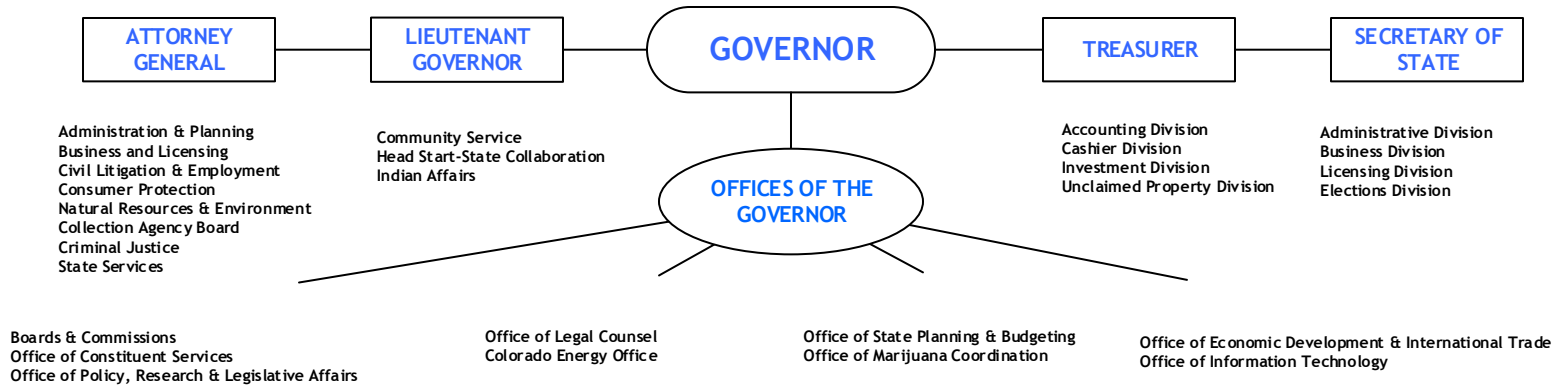 ATTORNEY
GENERAL
LIEUTENANT
GOVERNOR
GOVERNOR
TREASURER
SECRETARY OF
STATE
Administration & Planning
Business and Licensing
Civil Litigation & Employment
Consumer Protection
Natural Resources & Environment
Collection Agency Board
Criminal Justice
State Services
Community Service
Head Start-State Collaboration
Indian Affairs
Accounting Division
Cashier Division
Investment Division
Unclaimed Property Division
Administrative Division
Business Division
Licensing Division
Elections Division
OFFICES OF THE
GOVERNOR
Boards & Commissions
Office of Constituent Services
Office of Policy, Research & Legislative Affairs
Office of Legal Counsel
Colorado Energy Office
Office of State Planning & Budgeting
Office of Marijuana Coordination
Office of Economic Development & International Trade
Office of Information Technology